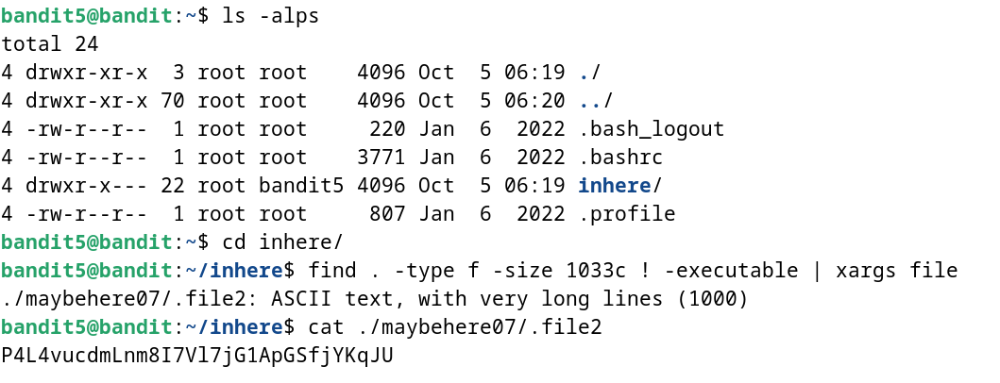 bandit5@bandit:~$ ls -alps
total 24
4 drwxr-xr-x  3 root root    4096 Oct  5 06:19 ./
4 drwxr-xr-x 70 root root    4096 Oct  5 06:20 ../
4 -rw-r--r--  1 root root     220 Jan  6  2022 .bash_logout
4 -rw-r--r--  1 root root    3771 Jan  6  2022 .bashrc
4 drwxr-x--- 22 root bandit5 4096 Oct  5 06:19 inhere/
4 -rw-r--r--  1 root root     807 Jan  6  2022 .profile
bandit5@bandit:~$ cd inhere/
bandit5@bandit:~/inhere$ find . -type f -size 1033c ! -executable | xargs file
./maybehere07/.file2: ASCII text, with very long lines (1000)
bandit5@bandit:~/inhere$ cat ./maybehere07/.file2
P4L4vucdmLnm8I7Vl7jG1ApGSfjYKqJU